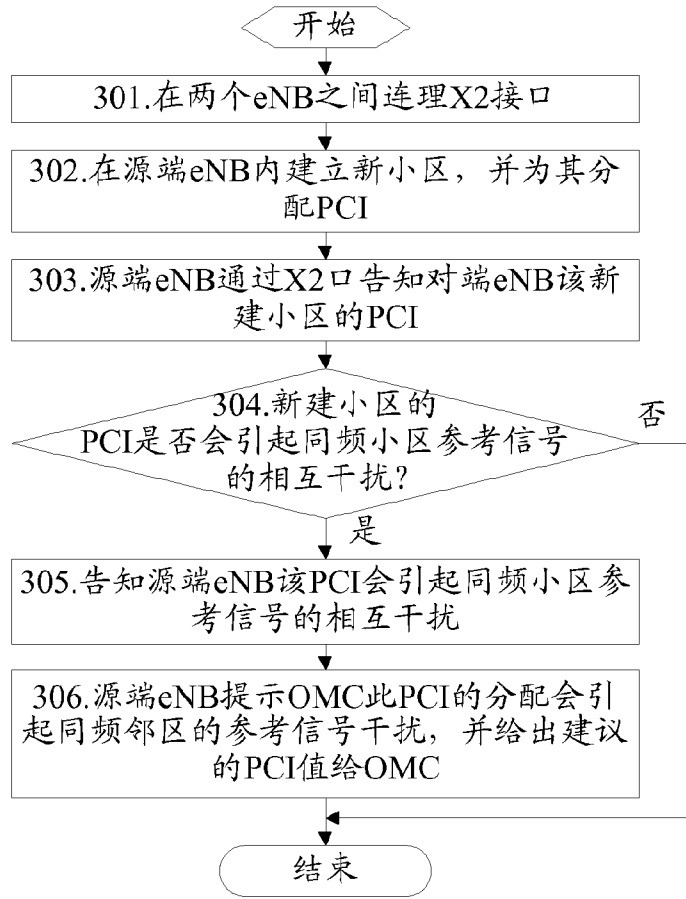 开始
301.在两个eNB之间连理X2接口
302.在源端eNB内建立新小区，并为其分
配PCI
303.源端eNB通过X2口告知对端eNB该新
建小区的PCI
304.新建小区的
PCI是否会引起同频小区参考信号
的相互干扰?
否
是
305.告知源端eNB该PCI会引起同频小区参
考信号的相互干扰
306.源端eNB提示OMC此PCI的分配会引
起同频邻区的参考信号干扰，并给出建议
的PCI值给OMC
结束